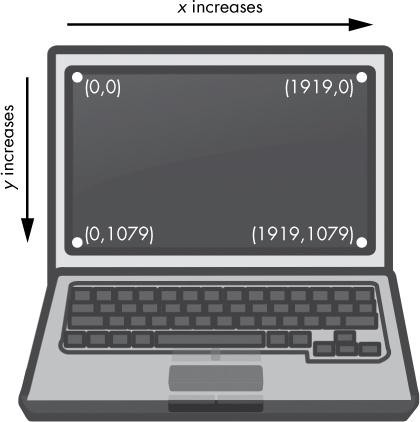 x increases
y increases
(0,0)
(1919,0)
(0,1079)
(1919,1079)